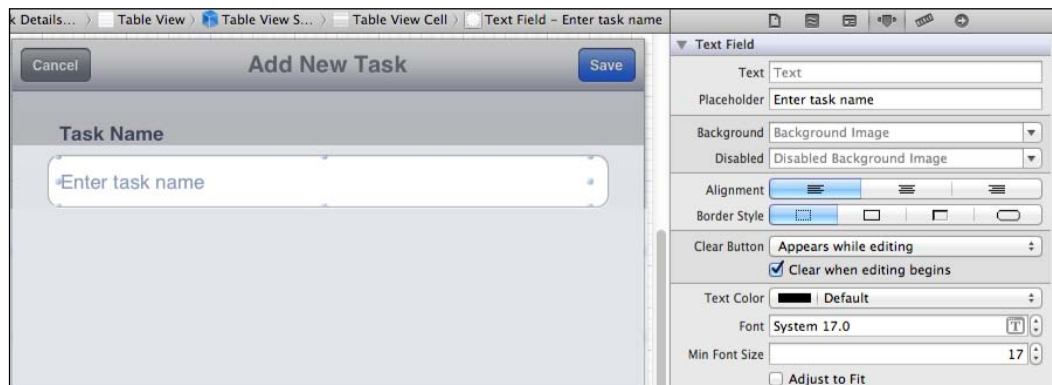 k Details... Table View Table View S... Table View Cell Text Field - Enter task name
Cancel
Add New Task
Save
Task Name
Enter task name
Text Field
Text Text
Placeholder Enter task name
Background Background Image
Disabled Disabled Background Image
Alignment
Border Style
Clear Button Appears while editing
Clear when editing begins
Text Color Default
Font System 17.0 T
Min Font Size 17
Adjust to Fit